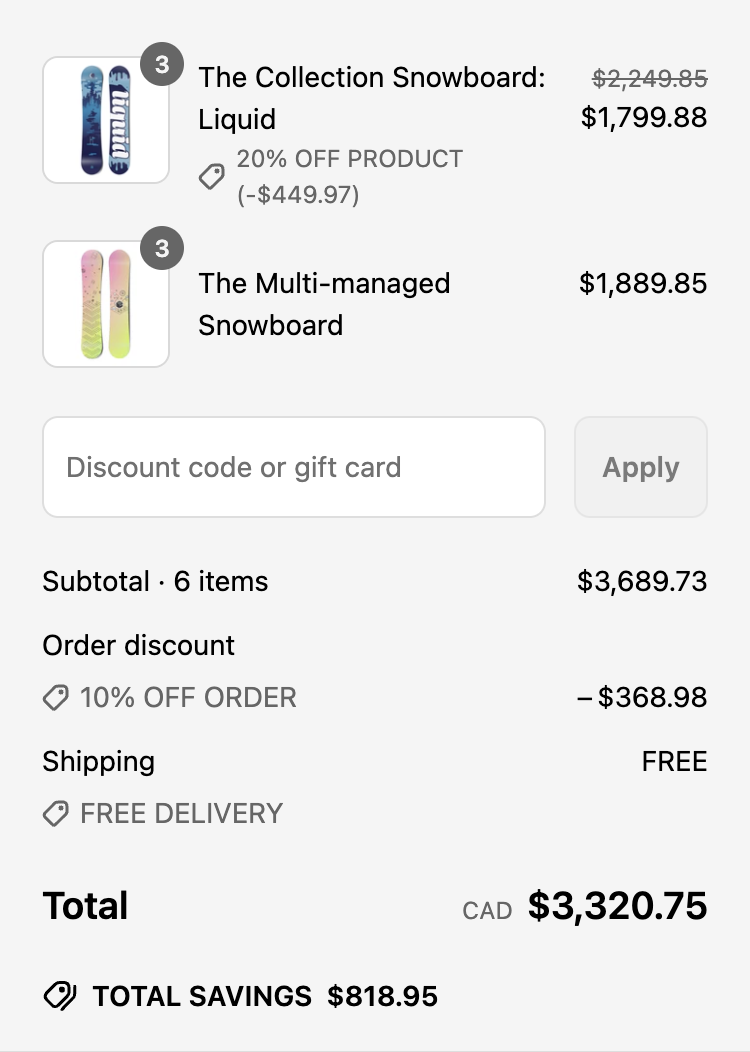 3
The Collection Snowboard: $2,249.85
Liquid $1,799.88
20% OFF PRODUCT
(-$449.97)
liquid
3
The Multi-managed $1,889.85
Snowboard
Discount code or gift card Apply
Subtotal · 6 items $3,689.73
Order discount
10% OFF ORDER – $368.98
Shipping FREE
FREE DELIVERY
Total CAD $3,320.75
TOTAL SAVINGS $818.95